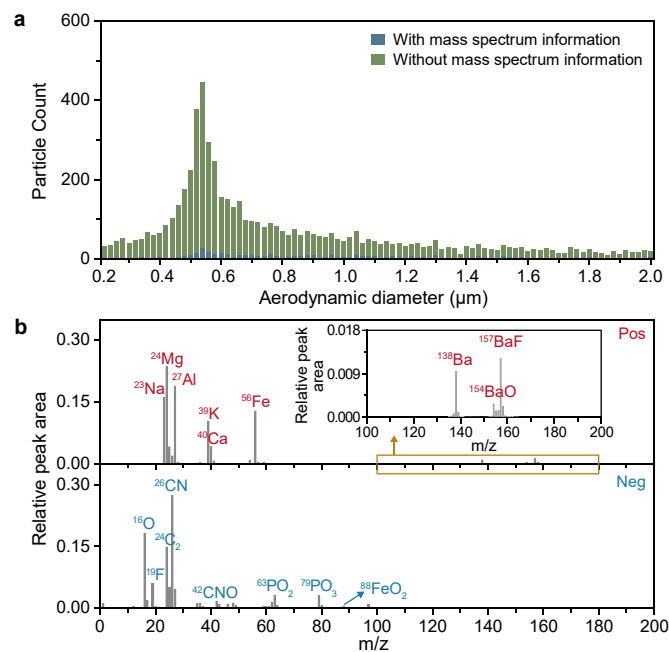 a
600
400
200
0
Particle Count
With mass spectrum information
Without mass spectrum information
0.2 0.4 0.6 0.8 1.0 1.2 1.4 1.6 1.8 2.0
Aerodynamic diameter (µm)
b
Relative peak area
0.30
0.15
0.00
²⁴Mg
²³Na
²⁷Al
³⁹K
⁴⁰Ca
⁵⁶Fe
Pos
Relative peak
area
0.018
0.009
0.000
¹⁵⁷BaF
¹³⁸Ba
¹⁵⁴BaO
100 120 140 160 180 200
m/z
0.30
0.15
0.00
Neg
²⁶CN
¹⁶O
²⁴C₂
¹⁹F
⁴²CNO
⁶³PO₂
⁷⁹PO₃
⁸⁸FeO₂
0 20 40 60 80 100 120 140 160 180 200
m/z